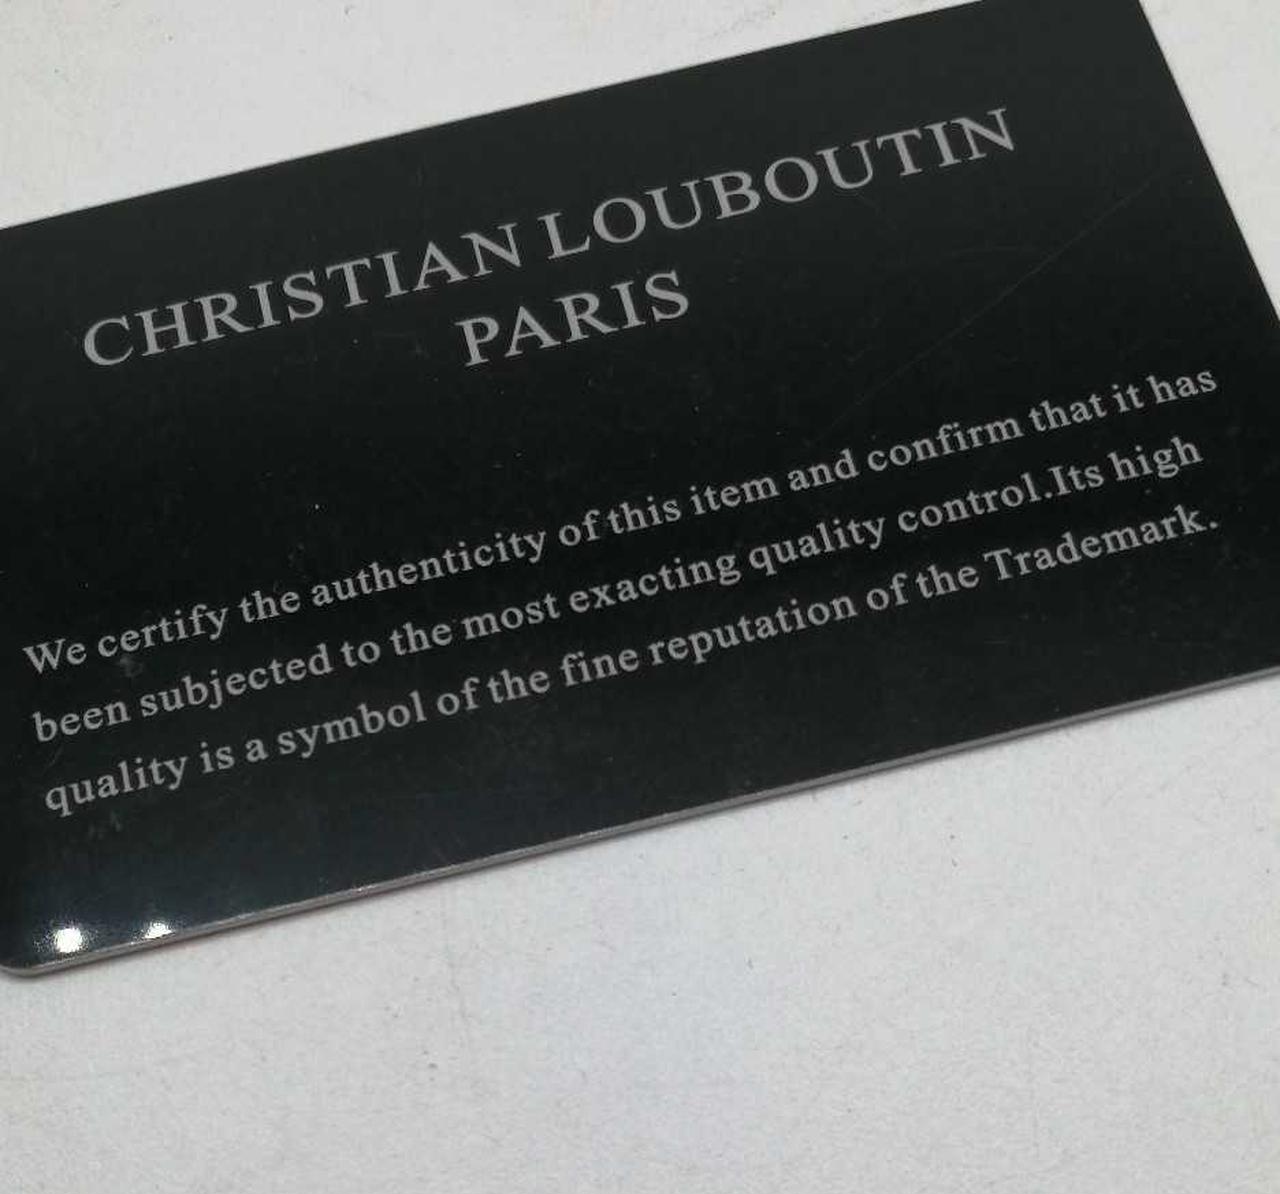 CHRISTIAN LOUBOUTIN
PARIS
We certify the authenticity of this item and confirm that it has
been subjected to the most exacting quality control.Its high
quality is a symbol of the fine reputation of the Trademark.